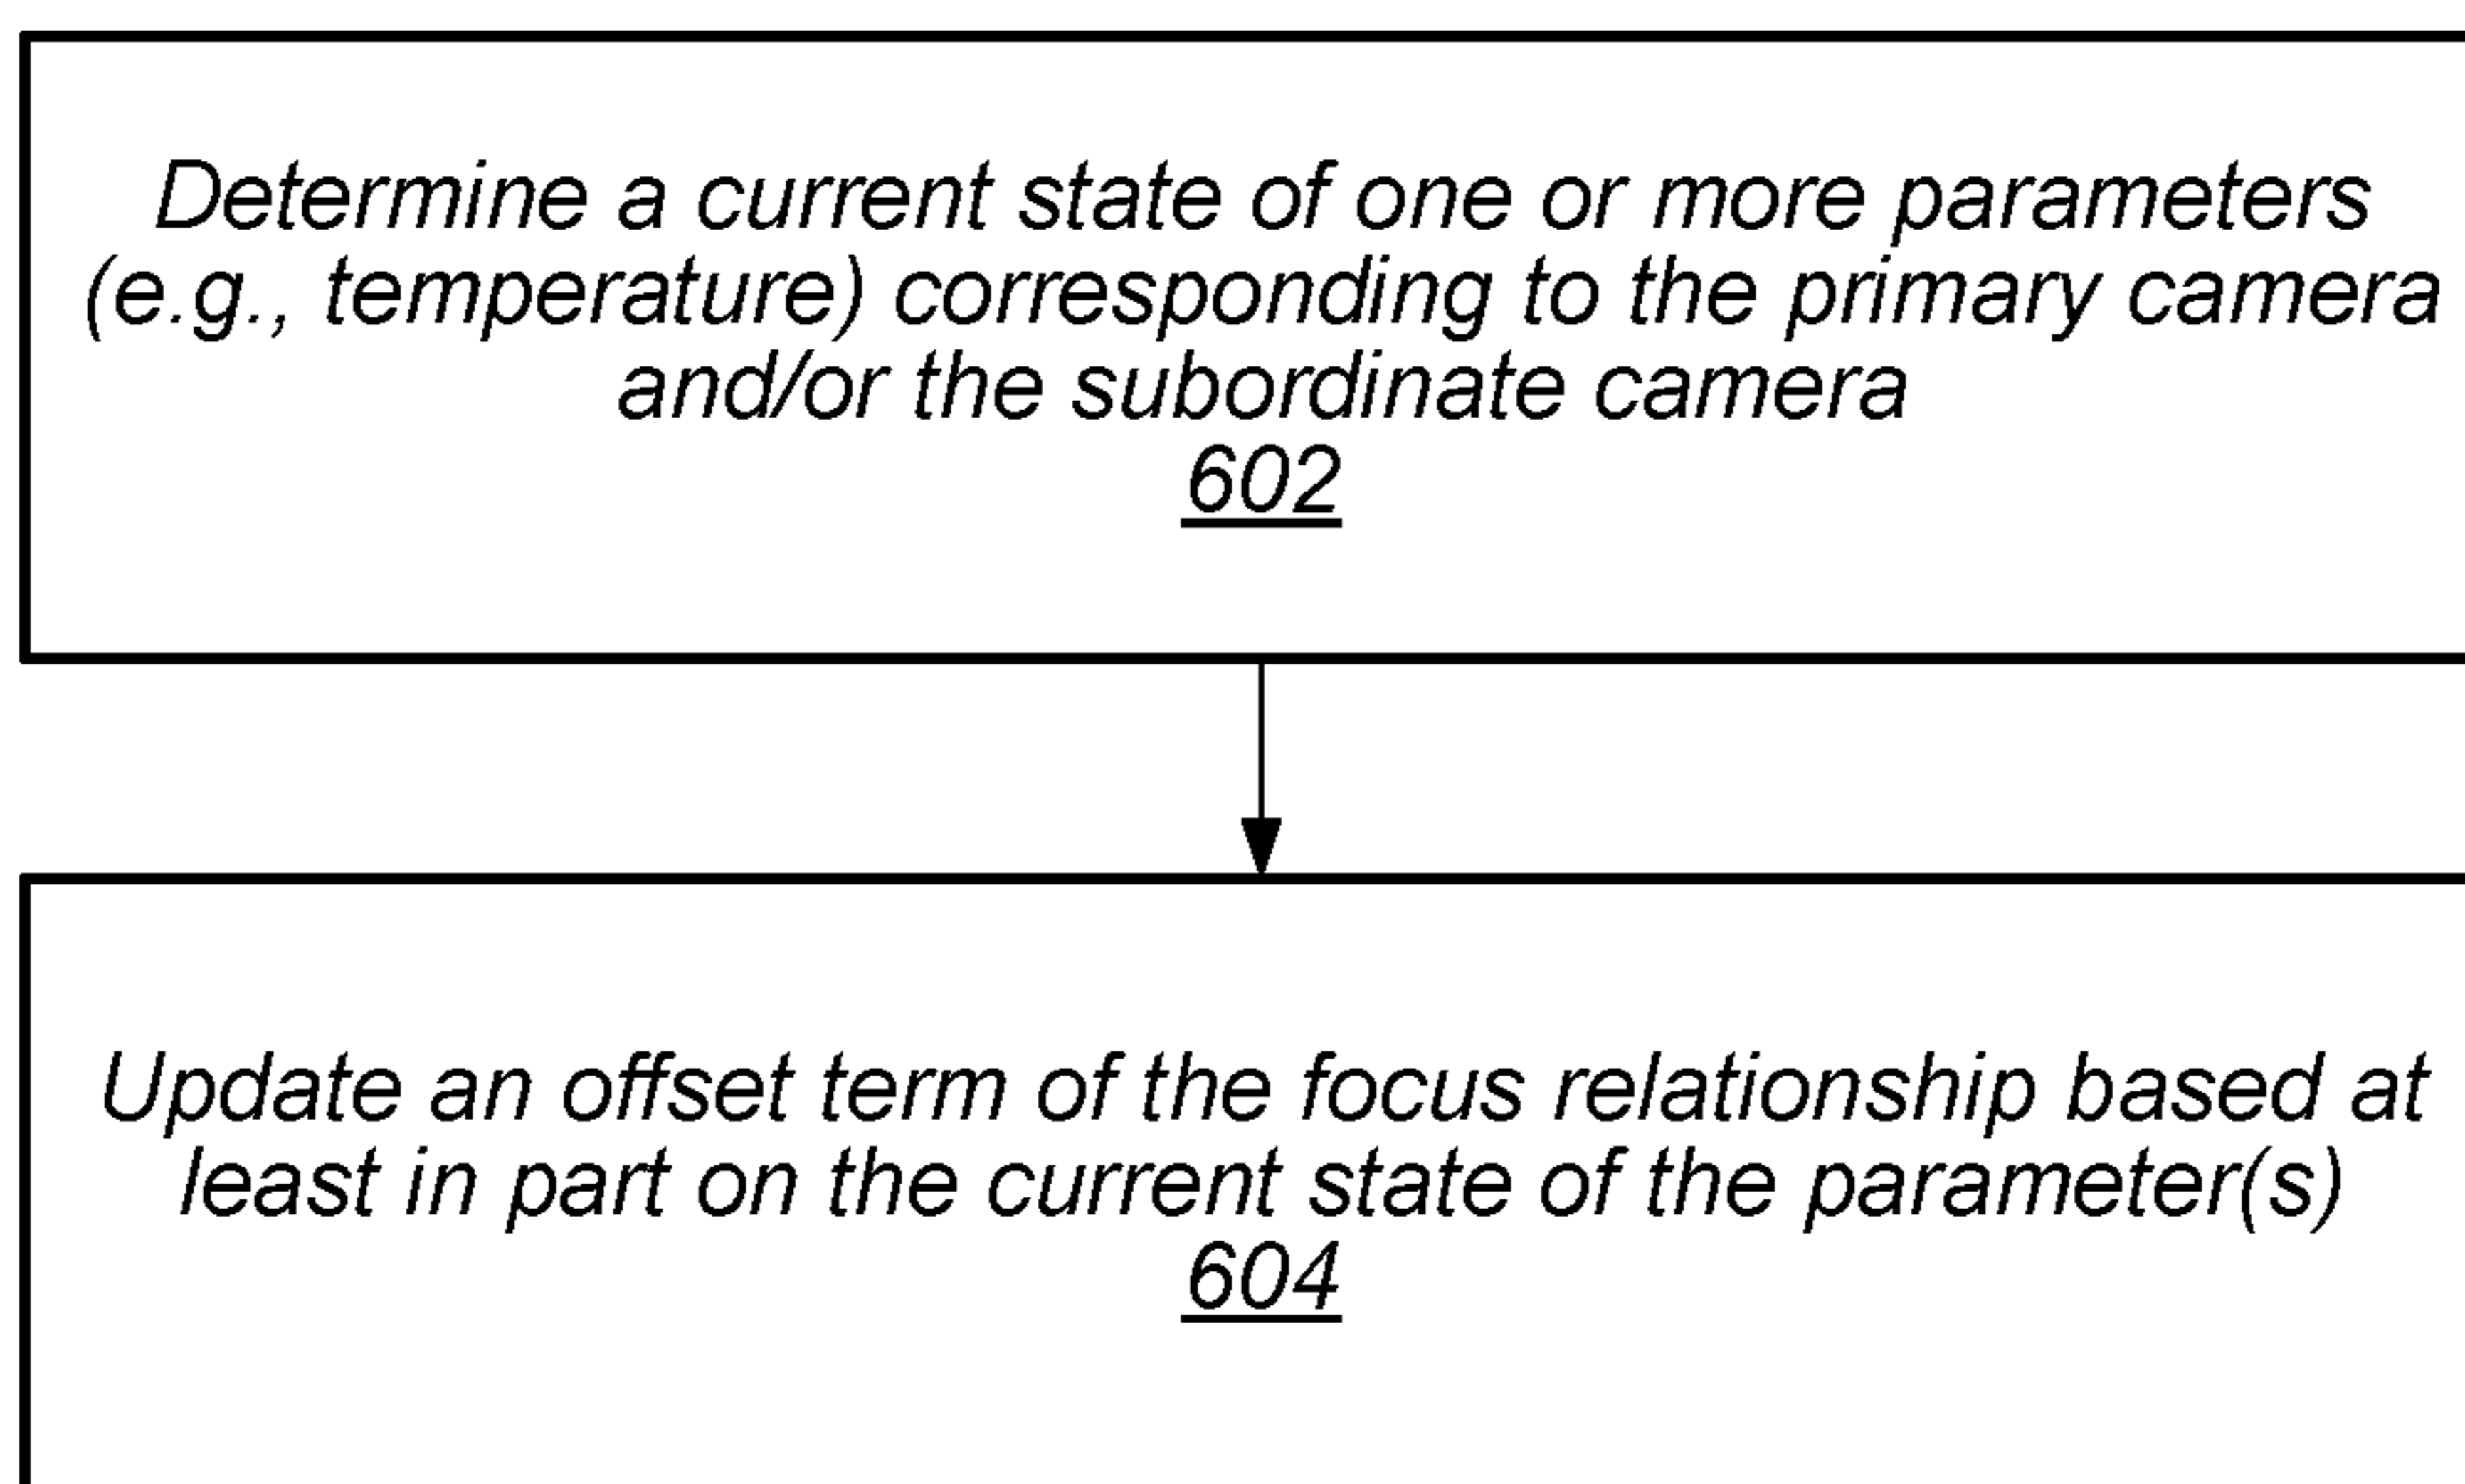 Determine a current state of one or more parameters
(e.g., temperature) corresponding to the primary camera
and/or the subordinate camera
602
Update an offset term of the focus relationship based at
least in part on the current state of the parameter(s)
604